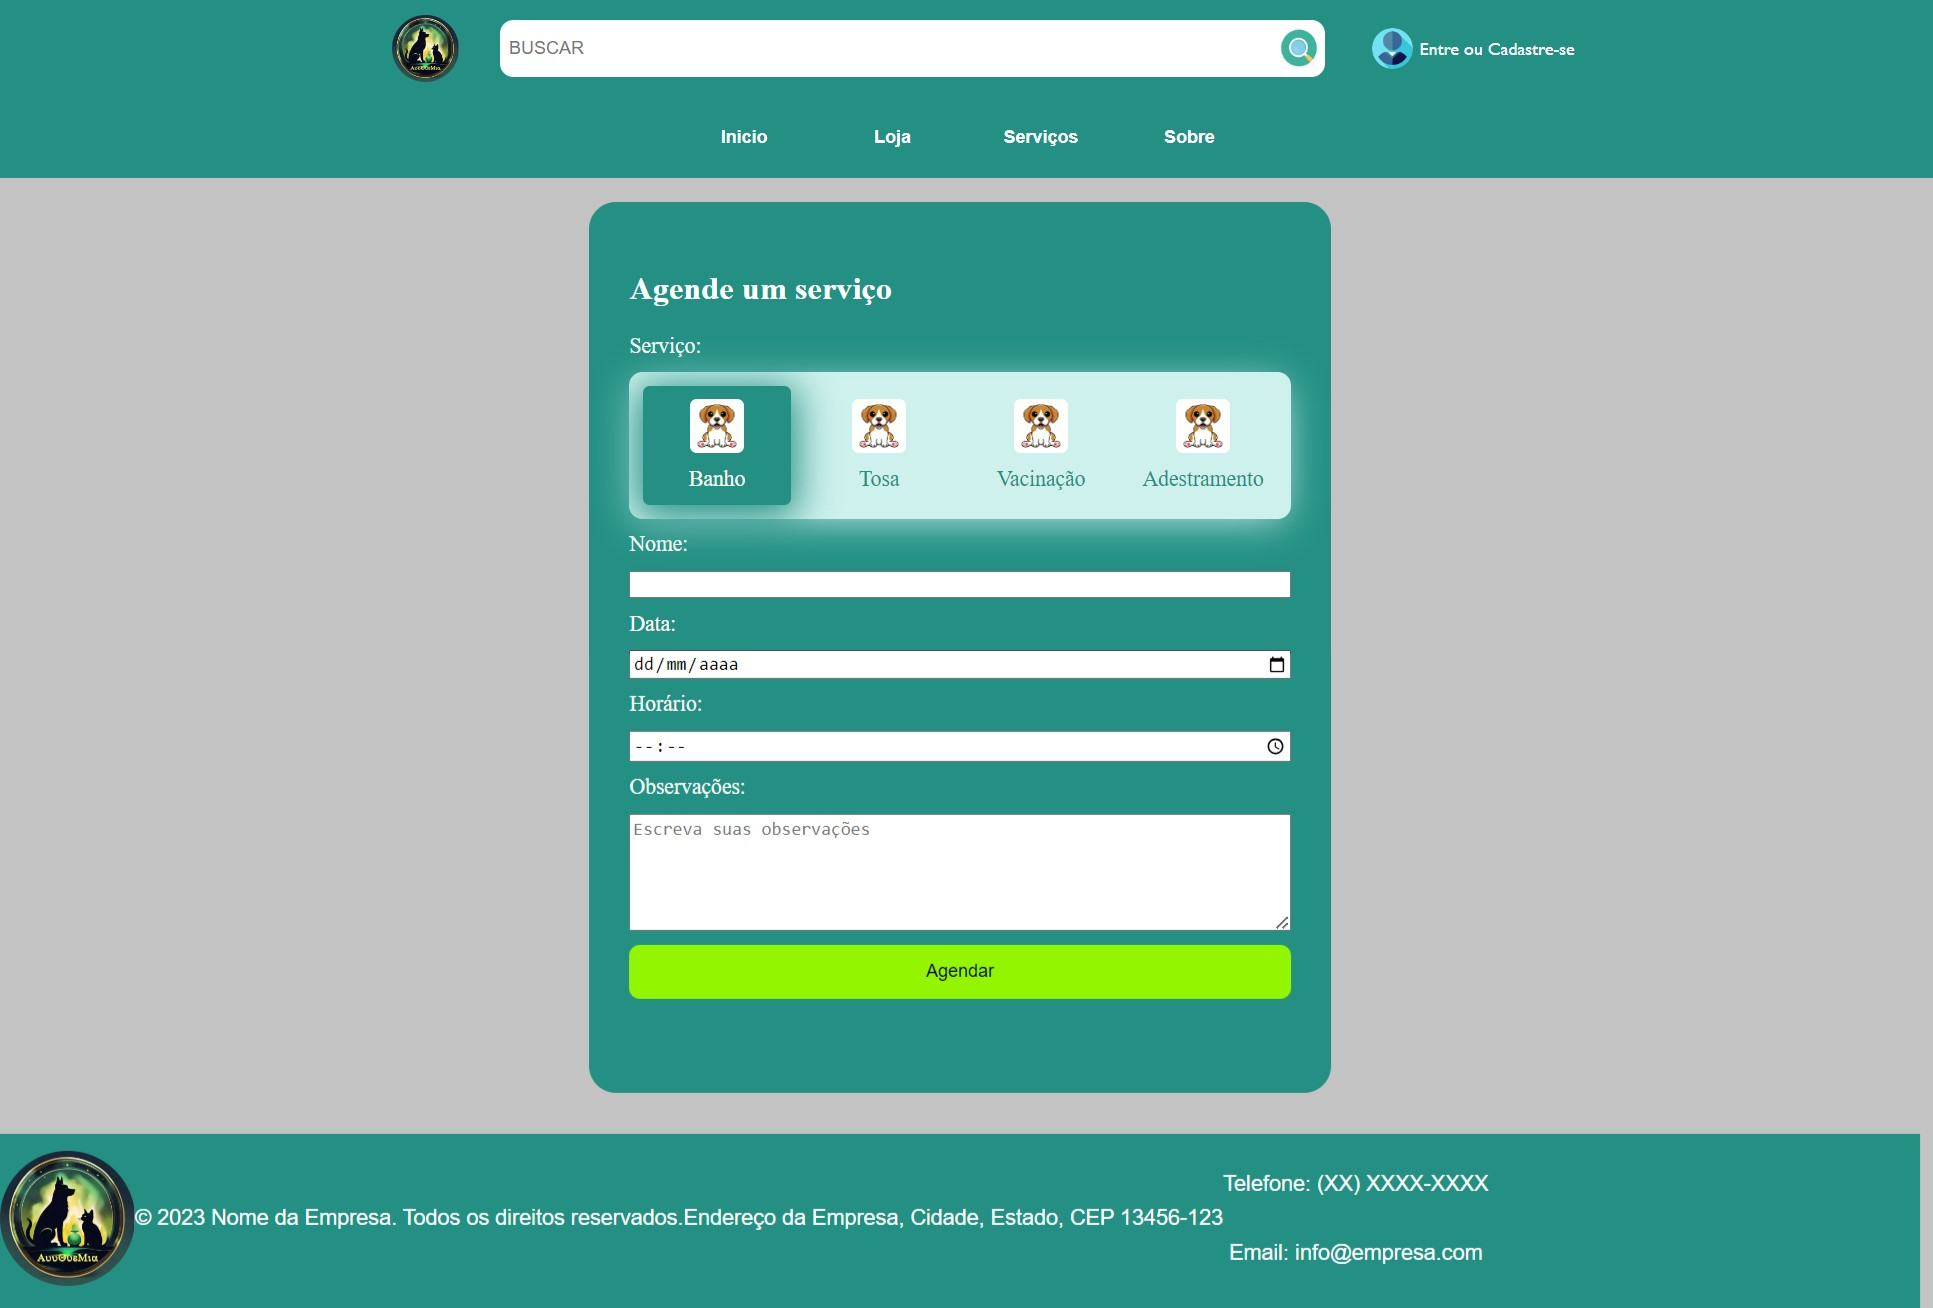 AuuQueMia
BUSCAR
Entre ou Cadastre-se
Inicio
Loja
Serviços
Sobre
Agende um serviço
Serviço:
Banho
Tosa
Vacinação
Adestramento
Nome:
Data:
dd/mm/aaaa
Horário:
--:--
Observações:
Escreva suas observações
Agendar
AuuQueMia
© 2023 Nome da Empresa. Todos os direitos reservados.Endereço da Empresa, Cidade, Estado, CEP 13456-123
Telefone: (XX) XXXX-XXXX
Email: info@empresa.com